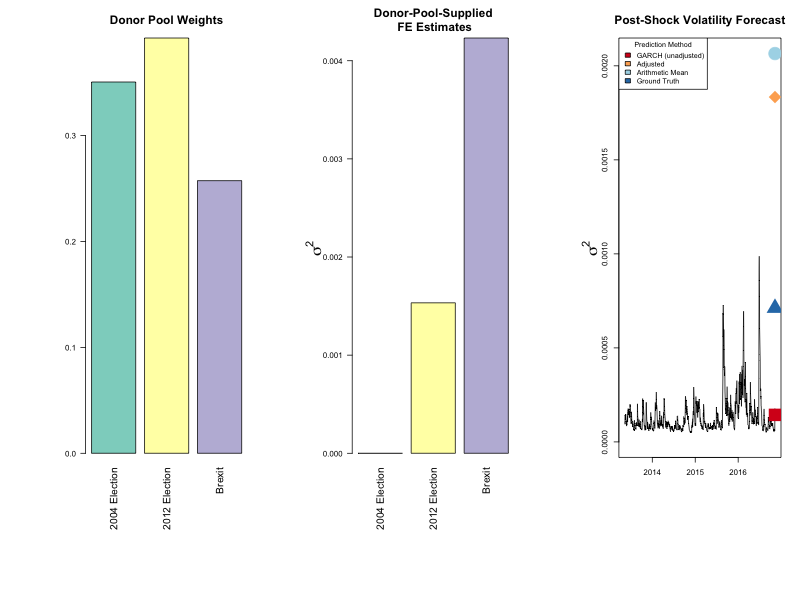 Donor Pool Weights
0.3
0.2
0.1
0.0
2004 Election
2012 Election
Brexit
Donor-Pool-Supplied
FE Estimates
σ2
0.004
0.003
0.002
0.001
0.000
2004 Election
2012 Election
Brexit
Post-Shock Volatility Forecast
σ2
0.0020
0.0015
0.0010
0.0005
0.0000
Prediction Method
GARCH (unadjusted)
Adjusted
Arithmetic Mean
Ground Truth
2014
2015
2016